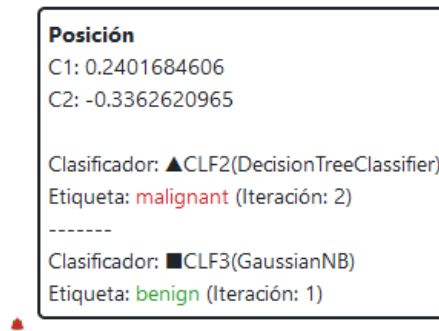 Posición
C1: 0.2401684606
C2: -0.3362620965
Clasificador: ▲CLF2(DecisionTreeClassifier)
Etiqueta: malignant (Iteración: 2)
-------
Clasificador: ■CLF3(GaussianNB)
Etiqueta: benign (Iteración: 1)